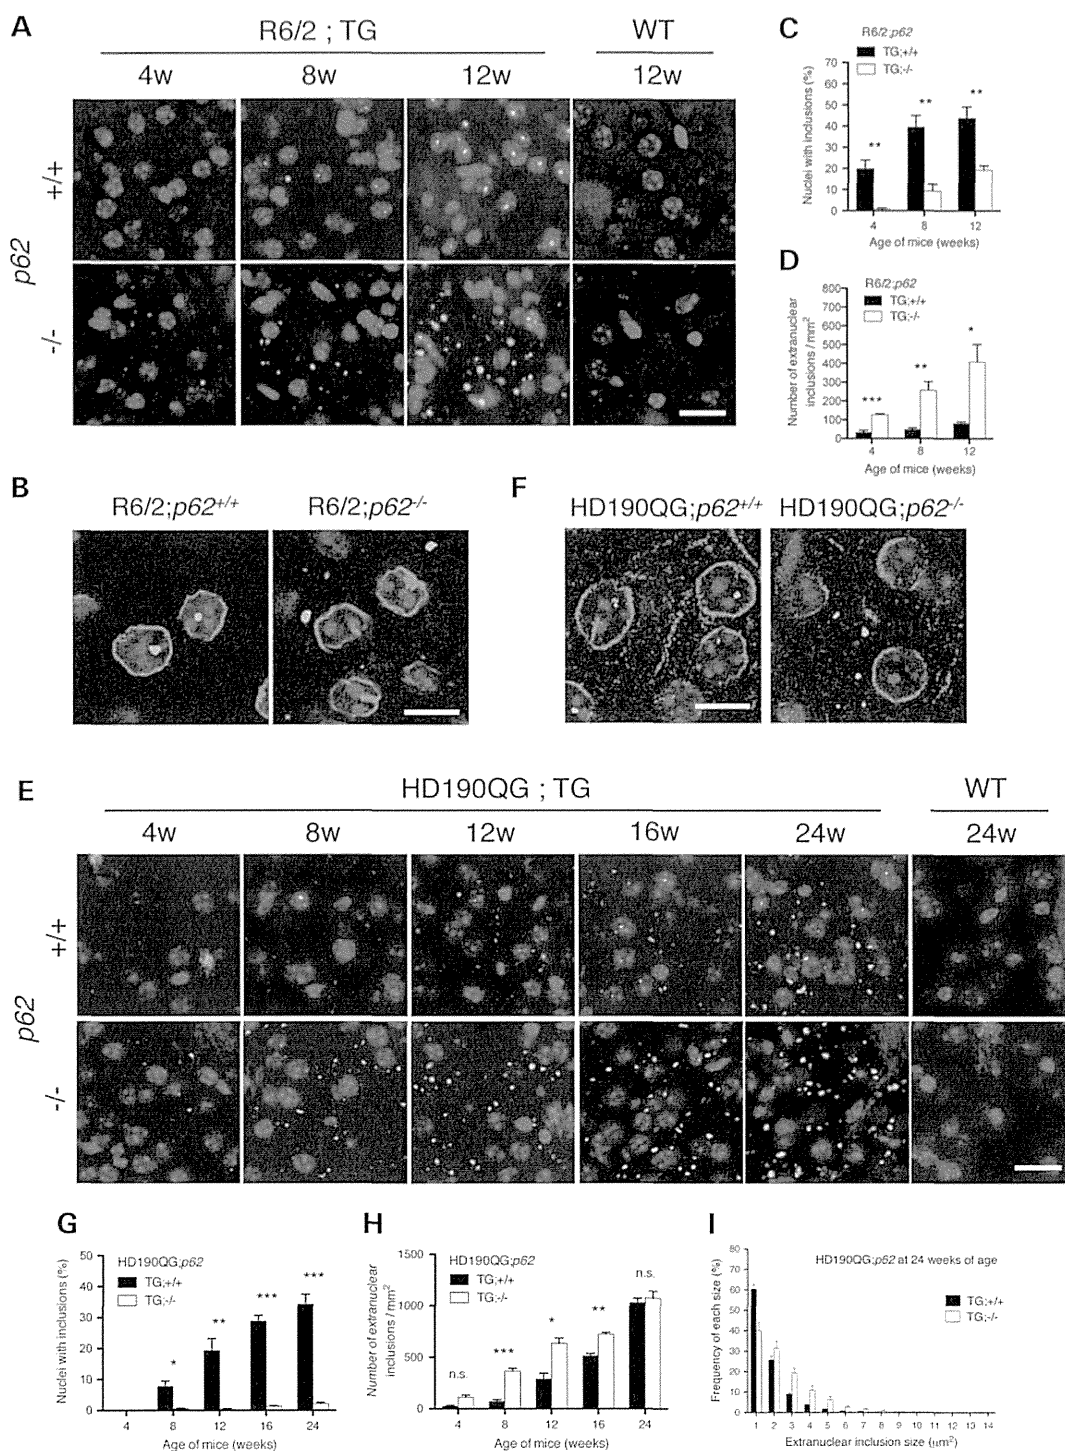 A
R6/2 ; TG
WT
4w 8w 12w 12w
p62
+/+
-/-
C
R6/2;p62
TG;+/+
TG;-/-
Nuclei with inclusions (%)
70
60
50
40
30
20
10
0
** ** **
4 8 12
Age of mice (weeks)
D
R6/2;p62
TG;+/+
TG;-/-
Number of extranuclear
inclusions / mm2
800
700
600
500
400
300
200
100
0
*** ** *
4 8 12
Age of mice (weeks)
B
R6/2;p62+/+ R6/2;p62-/-
F
HD190QG;p62+/+ HD190QG;p62-/-
E
HD190QG ; TG
WT
4w 8w 12w 16w 24w 24w
p62
+/+
-/-
G
HD190QG;p62
TG;+/+
TG;-/-
Nuclei with inclusions (%)
50
40
30
20
10
0
* ** *** ***
4 8 12 16 24
Age of mice (weeks)
H
HD190QG;p62
TG;+/+
TG;-/-
Number of extranuclear
inclusions / mm2
1500
1000
500
0
n.s. *** * ** n.s.
4 8 12 16 24
Age of mice (weeks)
I
HD190QG;p62 at 24 weeks of age
TG;+/+
TG;-/-
Frequency of each size (%)
80
70
60
50
40
30
20
10
0
1 2 3 4 5 6 7 8 9 10 11 12 13 14
Extranuclear inclusion size (μm2)